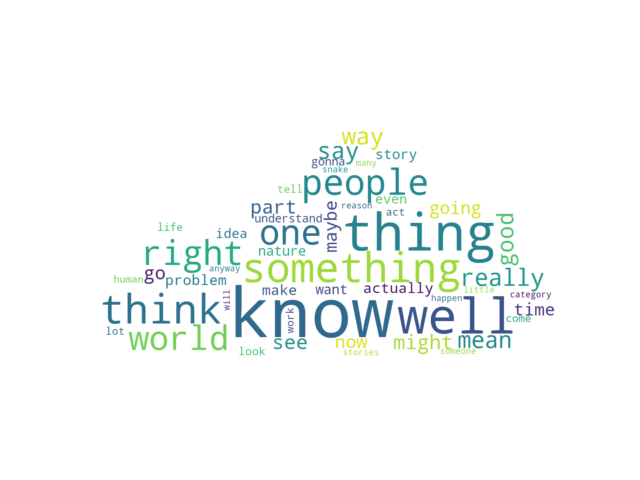 way
say story
gonna many
snake
people
tell even
part reason act going
understand
life one maybe thing good
idea
right nature
something
anyway
go problem actually really
human make want little
will happen category
think know well time
work come
lot world see now might mean
look stories someone